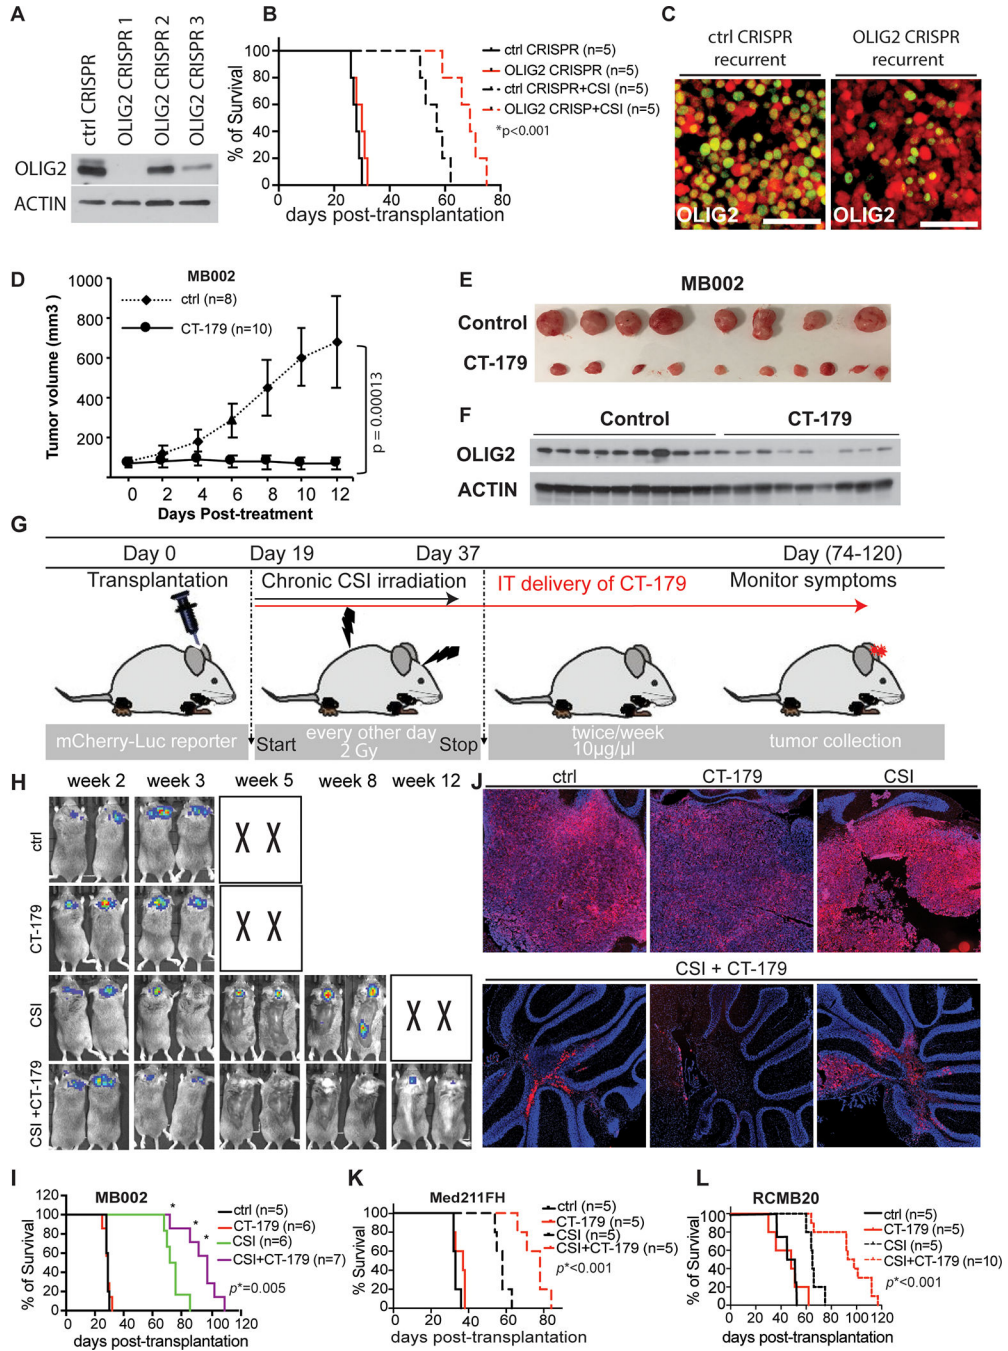 A
ctrl CRISPR
OLIG2 CRISPR 1
OLIG2 CRISPR 2
OLIG2 CRISPR 3
OLIG2
ACTIN
B
% of Survival
100
80
60
40
20
0
0 20 40 60 80
days post-transplantation
ctrl CRISPR (n=5)
OLIG2 CRISPR (n=5)
ctrl CRISPR+CSI (n=5)
OLIG2 CRISP+CSI (n=5)
*p<0.001
C
ctrl CRISPR
recurrent
OLIG2 CRISPR
recurrent
OLIG2
OLIG2
D
MB002
Tumor volume (mm3 )
1000
800
600
400
200
ctrl (n=8)
CT-179 (n=10)
p = 0.00013
0 2 4 6 8 10 12
Days Post-treatment
E
MB002
Control
CT-179
F
Control CT-179
OLIG2
ACTIN
G
Day 0 Day 19 Day 37 Day (74-120)
Transplantation Chronic CSI irradiation IT delivery of CT-179 Monitor symptoms
mCherry-Luc reporter Start every other day Stop twice/week tumor collection
2 Gy 10µg/µl
H
week 2 week 3 week 5 week 8 week 12
ctrl
X X
CT-179
X X
CSI
X X
CSI +CT-179
J
ctrl CT-179 CSI
CSI + CT-179
I
MB002
% of Survival
120
100
80
60
40
20
0
0 20 40 60 80 100 120
days post-transplantation
* * *
ctrl (n=5)
CT-179 (n=6)
CSI (n=6)
CSI+CT-179 (n=7)
p*=0.005
K
Med211FH
% of Survival
100
80
60
40
20
0
0 20 40 60 80
days post-transplantation
ctrl (n=5)
CT-179 (n=5)
CSI (n=5)
CSI+CT-179 (n=5)
p*<0.001
L
RCMB20
% of Survival
100
80
60
40
20
0
0 20 40 60 80 100 120
days post-transplantation
ctrl (n=5)
CT-179 (n=5)
CSI (n=5)
CSI+CT-179 (n=10)
p*<0.001